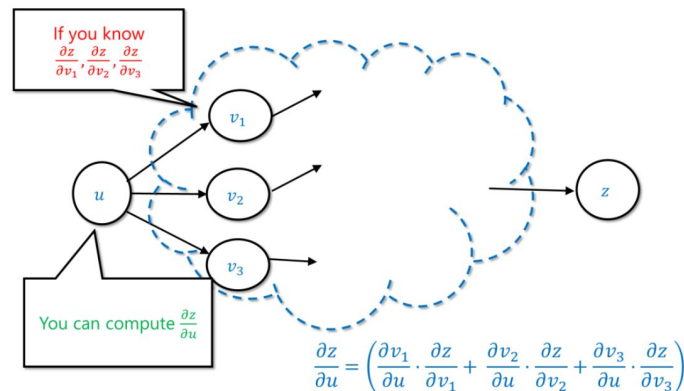 If you know
∂z/∂v₁, ∂z/∂v₂, ∂z/∂v₃
v₁
u
v₂
z
v₃
You can compute ∂z/∂u
∂z/∂u = (∂v₁/∂u · ∂z/∂v₁ + ∂v₂/∂u · ∂z/∂v₂ + ∂v₃/∂u · ∂z/∂v₃)